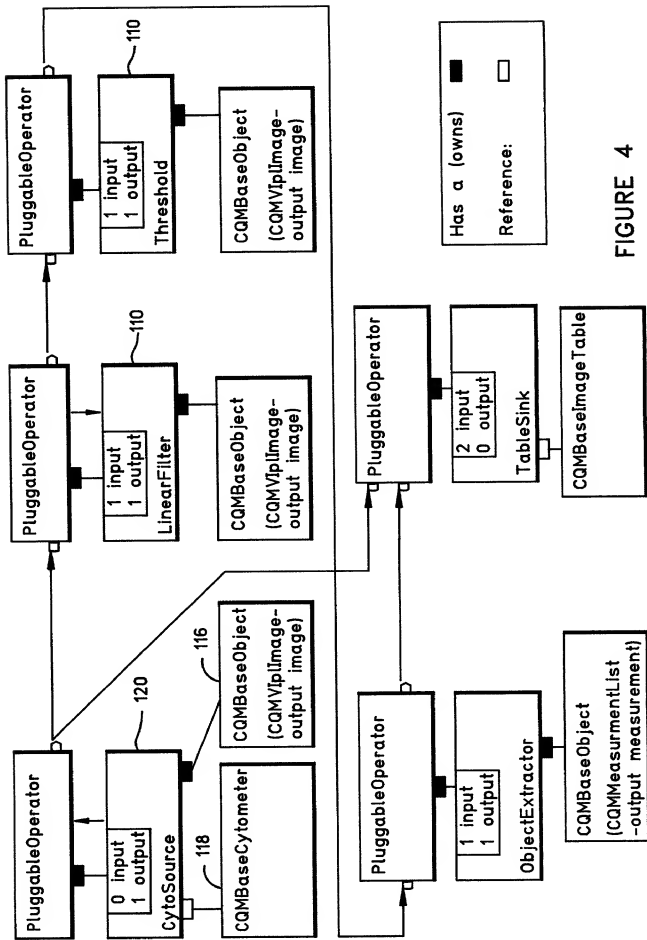 PluggableOperator
0 input
1 output
CytoSource
120
118
CQMBaseCytometer
116
CQMBaseObject
(CQMVIplImage-
output image)
PluggableOperator
1 input
1 output
LinearFilter
110
CQMBaseObject
(CQMVIplImage-
output image)
PluggableOperator
1 input
1 output
Threshold
110
CQMBaseObject
(CQMVIplImage-
output image)
PluggableOperator
1 input
1 output
ObjectExtractor
CQMBaseObject
(CQMMeasurmentList
-output measurement)
PluggableOperator
2 input
0 output
TableSink
CQMBaseImageTable
Has a (owns)
Reference:
FIGURE 4